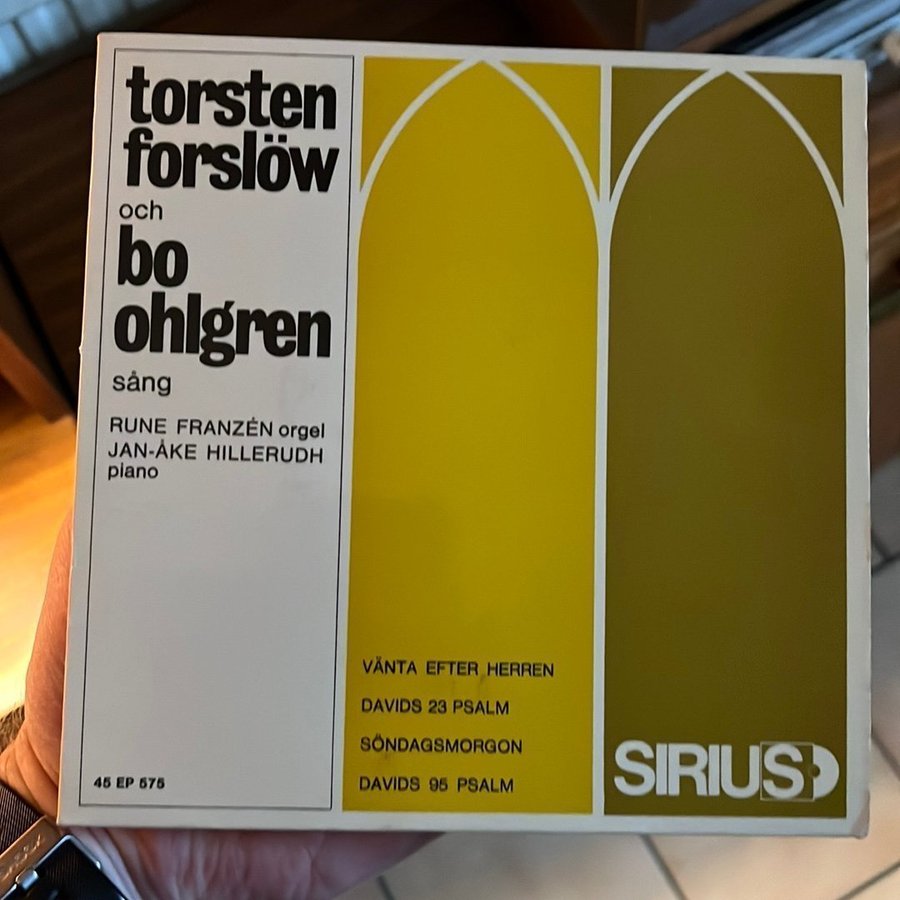 torsten
forslöw
och
bo
ohlgren
sång
RUNE FRANZÉN orgel
JAN-ÅKE HILLERUDH
piano
45 EP 575
VÄNTA EFTER HERREN
DAVIDS 23 PSALM
SÖNDAGSMORGON
DAVIDS 95 PSALM
SIRIUS